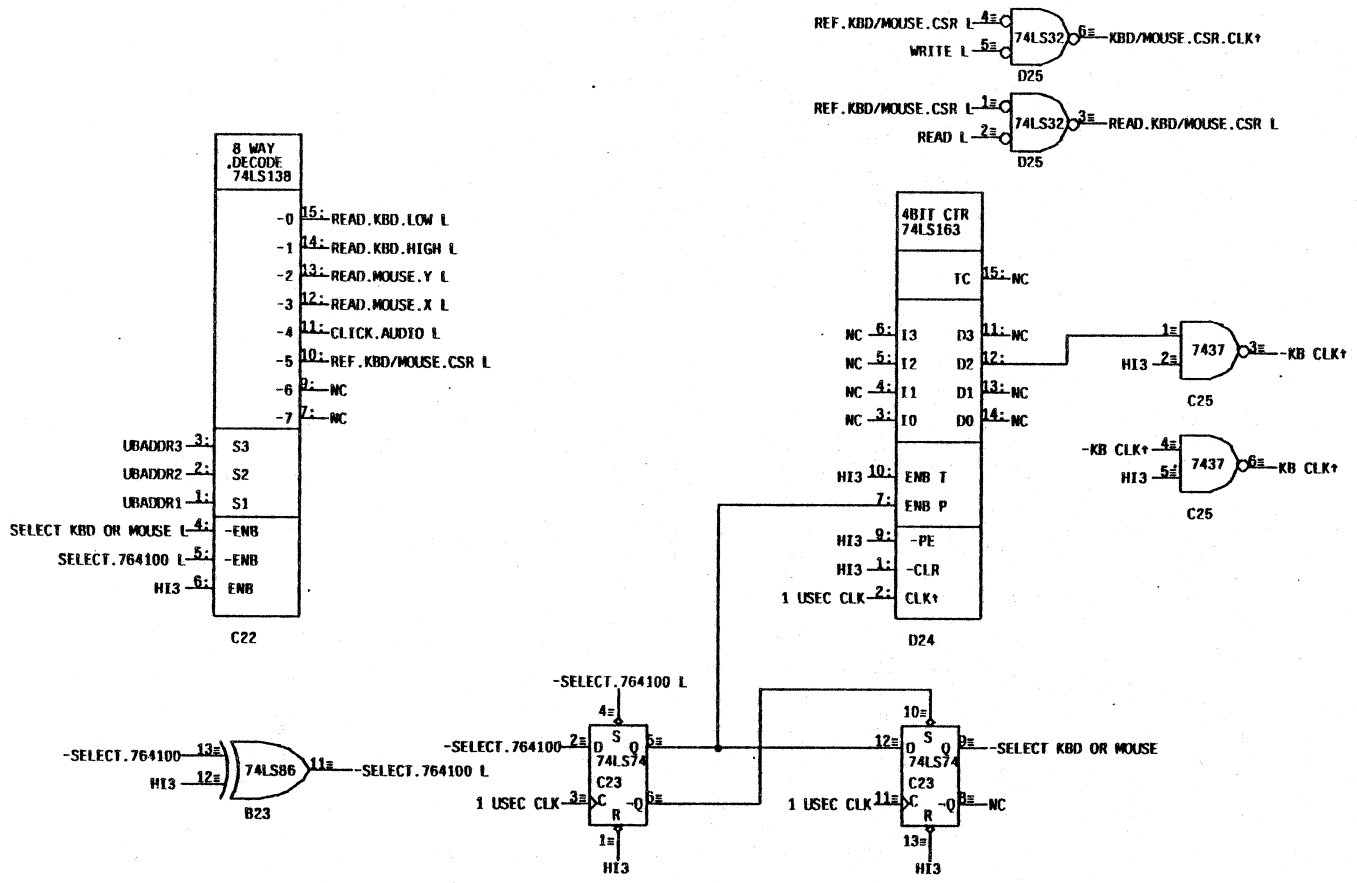 REF.KBD/MOUSE.CSR L 4≡ 74LS32 6≡ KBD/MOUSE.CSR.CLK↑
WRITE L 5≡
D25
REF.KBD/MOUSE.CSR L 1≡ 74LS32 3≡ READ.KBD/MOUSE.CSR L
READ L 2≡
D25
8 WAY
.DECODE
74LS138
-0 15: READ.KBD.LOW L
-1 14: READ.KBD.HIGH L
-2 13: READ.MOUSE.Y L
-3 12: READ.MOUSE.X L
-4 11: CLICK.AUDIO L
-5 10: REF.KBD/MOUSE.CSR L
-6 9: NC
-7 7: NC
UBADDR3 3: S3
UBADDR2 2: S2
UBADDR1 1: S1
SELECT KBD OR MOUSE L 4: -ENB
SELECT.764100 L 5: -ENB
HI3 6: ENB
C22
4BIT CTR
74LS163
TC 15: NC
NC 6: I3 D3 11: NC
NC 5: I2 D2 12:
NC 4: I1 D1 13: NC
NC 3: I0 D0 14: NC
HI3 10: ENB T
7: ENB P
HI3 9: -PE
HI3 1: -CLR
1 USEC CLK 2: CLK↑
D24
1≡ 7437 3≡ -KB CLK↑
HI3 2≡
C25
-KB CLK↑ 4≡ 7437 6≡ KB CLK↑
HI3 5≡
C25
-SELECT.764100 13≡ 74LS86 11≡ -SELECT.764100 L
HI3 12≡
B23
-SELECT.764100 L
4≡
S
-SELECT.764100 2≡ D Q 5≡
74LS74
C23
1 USEC CLK 3≡ C -Q 6≡
R
1≡
HI3
10≡
S
12≡ D Q 9≡ -SELECT KBD OR MOUSE
74LS74
C23
1 USEC CLK 11≡ C -Q 8≡ NC
R
13≡
HI3